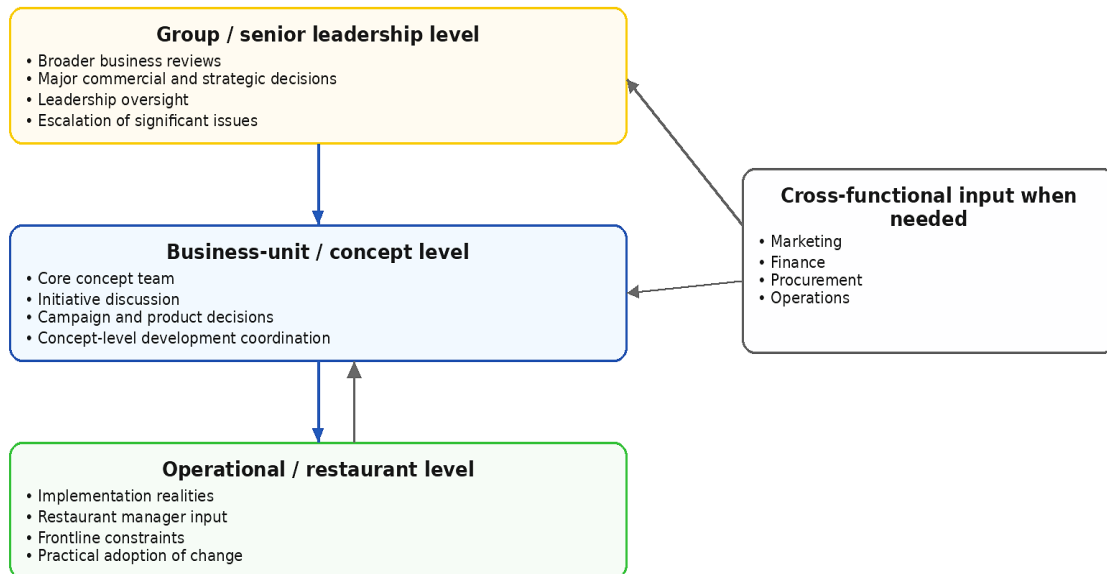 Group / senior leadership level
• Broader business reviews
• Major commercial and strategic decisions
• Leadership oversight
• Escalation of significant issues
Cross-functional input when
needed
• Marketing
• Finance
• Procurement
• Operations
Business-unit / concept level
• Core concept team
• Initiative discussion
• Campaign and product decisions
• Concept-level development coordination
Operational / restaurant level
• Implementation realities
• Restaurant manager input
• Frontline constraints
• Practical adoption of change